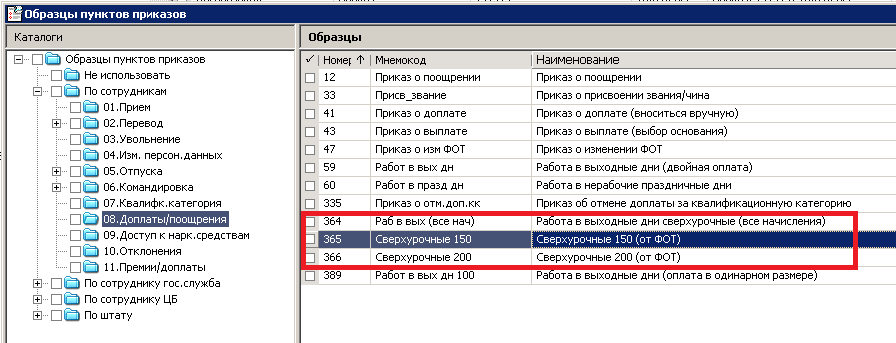 Образцы пунктов приказов
Каталоги
Образцы пунктов приказов
Не использовать
По сотрудникам
01.Прием
02.Перевод
03.Увольнение
04.Изм. персон.данных
05.Отпуска
06.Командировка
07.Квалифк.категория
08.Доплаты/поощрения
09.Доступ к нарк.средствам
10.Отклонения
11.Премии/доплаты
По сотруднику гос.служба
По сотруднику ЦБ
По штату
Образцы
Номер Мнемокод Наименование
12 Приказ о поощрении Приказ о поощрении
33 Присв_звание Приказ о присвоении звания/чина
41 Приказ о доплате Приказ о доплате (вноситься вручную)
43 Приказ о выплате Приказ о выплате (выбор основания)
47 Приказ о изм ФОТ Приказ о изменении ФОТ
59 Работ в вых дн Работа в выходные дни (двойная оплата)
60 Работ в празд дн Работа в нерабочие праздничные дни
335 Приказ о отм.доп.кк Приказ об отмене доплаты за квалификационную категорию
364 Раб в вых (все нач) Работа в выходные дни сверхурочные (все начисления)
365 Сверхурочные 150 Сверхурочные 150 (от ФОТ)
366 Сверхурочные 200 Сверхурочные 200 (от ФОТ)
389 Работ в вых дн 100 Работа в выходные дни (оплата в одинарном размере)